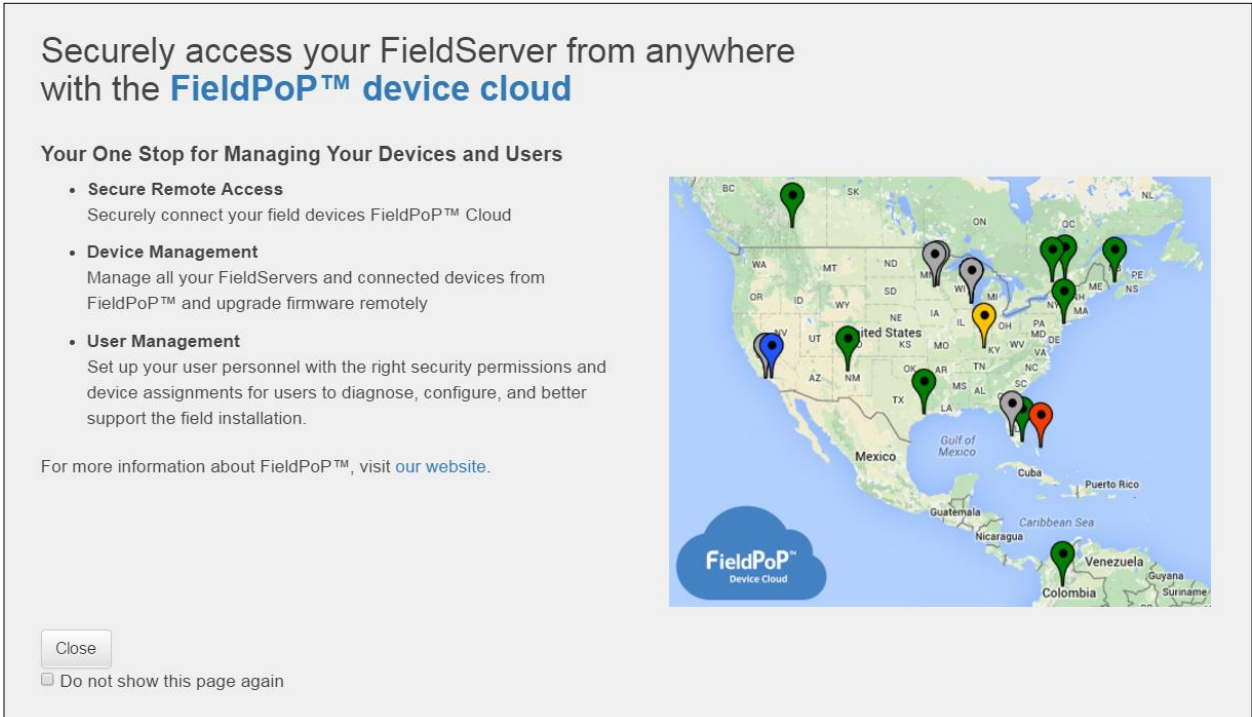 Securely access your FieldServer from anywhere
with the FieldPoP™ device cloud
Your One Stop for Managing Your Devices and Users
• Secure Remote Access
Securely connect your field devices FieldPoP™ Cloud
• Device Management
Manage all your FieldServers and connected devices from
FieldPoP™ and upgrade firmware remotely
• User Management
Set up your user personnel with the right security permissions and
device assignments for users to diagnose, configure, and better
support the field installation.
For more information about FieldPoP™, visit our website.
BC
SK
NL
ON
QC
WA
MT
ND
MN
PE
ME
NS
OR
ID
WY
SD
WI
MI
NY
NH
MA
NE
IA
IL
OH
PA
MD
DE
NV
UT
United States
KS
MO
KY
WV
VA
AZ
NM
OK
AR
TN
NC
TX
MS
AL
SC
LA
Gulf of
Mexico
Mexico
Cuba
Puerto Rico
Guatemala
Caribbean Sea
Nicaragua
Venezuela
Guyana
Colombia
Suriname
FieldPoP™
Device Cloud
Close
Do not show this page again